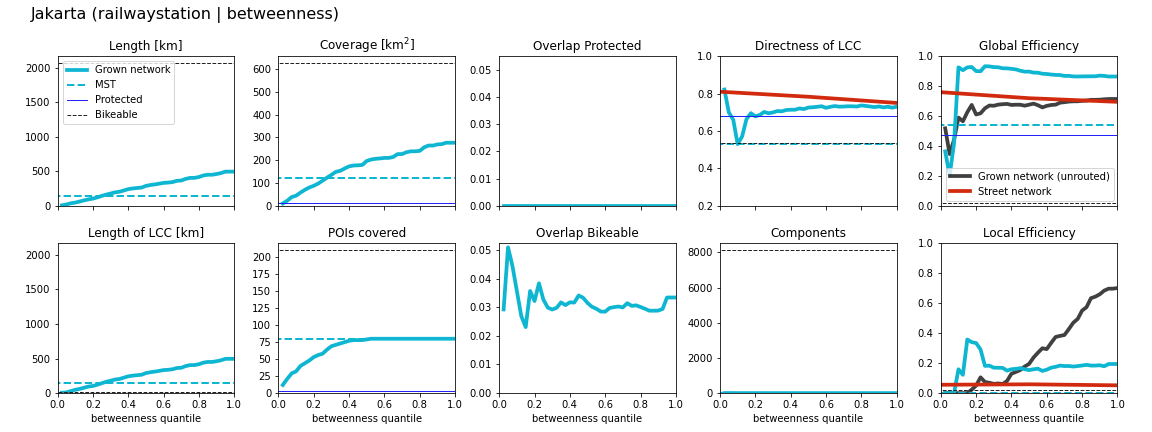 Jakarta (railwaystation | betweenness)
Length [km]
2000
1500
1000
500
0
Grown network
MST
Protected
Bikeable
Coverage [km²]
600
500
400
300
200
100
0
Overlap Protected
0.05
0.04
0.03
0.02
0.01
0.00
Directness of LCC
1.0
0.8
0.6
0.4
0.2
Global Efficiency
1.0
0.8
0.6
0.4
0.2
0.0
Grown network (unrouted)
Street network
Length of LCC [km]
2000
1500
1000
500
0
0.0 0.2 0.4 0.6 0.8 1.0
betweenness quantile
POIs covered
200
175
150
125
100
75
50
25
0
0.0 0.2 0.4 0.6 0.8 1.0
betweenness quantile
Overlap Bikeable
0.05
0.04
0.03
0.02
0.01
0.00
0.0 0.2 0.4 0.6 0.8 1.0
betweenness quantile
Components
8000
6000
4000
2000
0
0.0 0.2 0.4 0.6 0.8 1.0
betweenness quantile
Local Efficiency
1.0
0.8
0.6
0.4
0.2
0.0
0.0 0.2 0.4 0.6 0.8 1.0
betweenness quantile